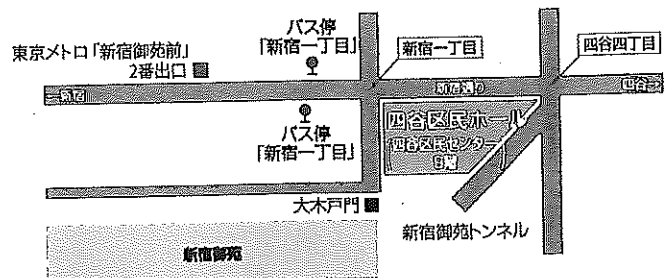 バス停
「新宿一丁目」
新宿一丁目
四谷四丁目
東京メトロ「新宿御苑前」
2番出口
←新宿
新宿通り
四谷→
バス停
「新宿一丁目」
四谷区民ホール
四谷区民センター
9階
大木戸門
新宿御苑トンネル
新宿御苑